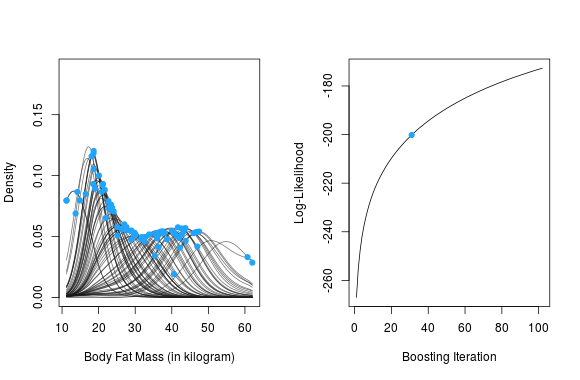 Density
0.00 0.05 0.10 0.15
10 20 30 40 50 60
Body Fat Mass (in kilogram)
Log-Likelihood
-260 -240 -220 -200 -180
0 20 40 60 80 100
Boosting Iteration